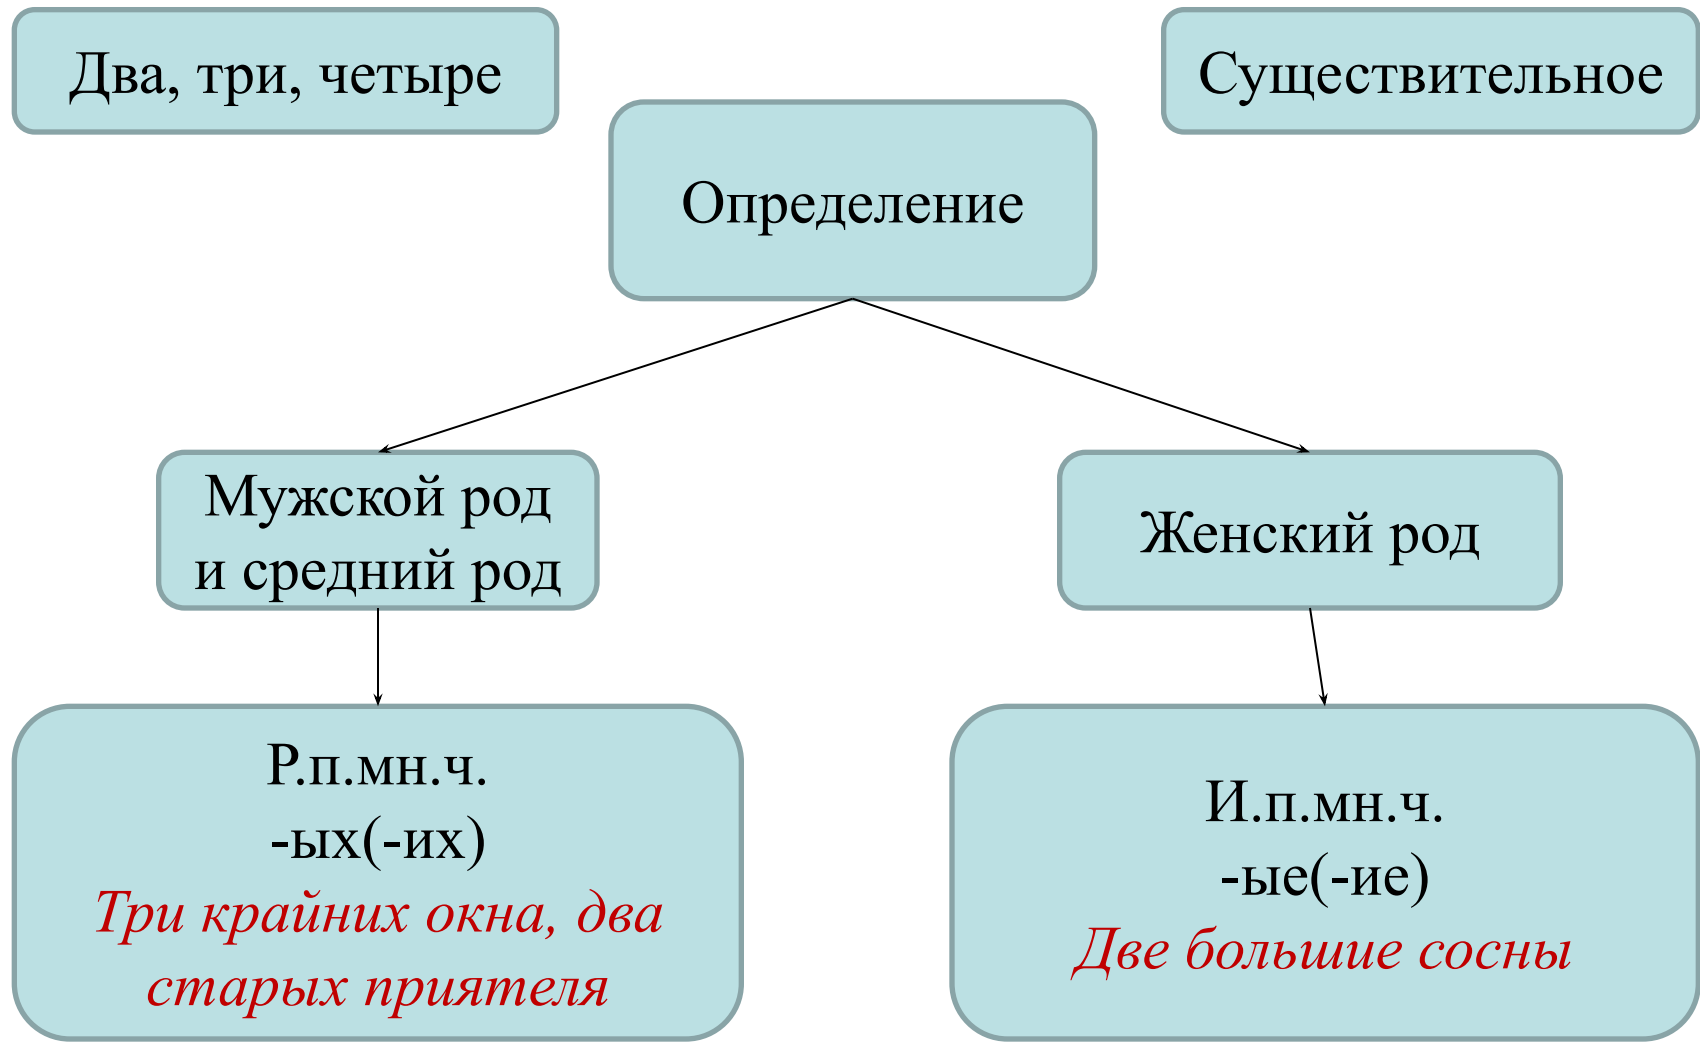 Два, три, четыре
Существительное
Определение
Мужской род
и средний род
Женский род
Р.п.мн.ч.
-ых(-их)
Три крайних окна, два
старых приятеля
И.п.мн.ч.
-ые(-ие)
Две большие сосны